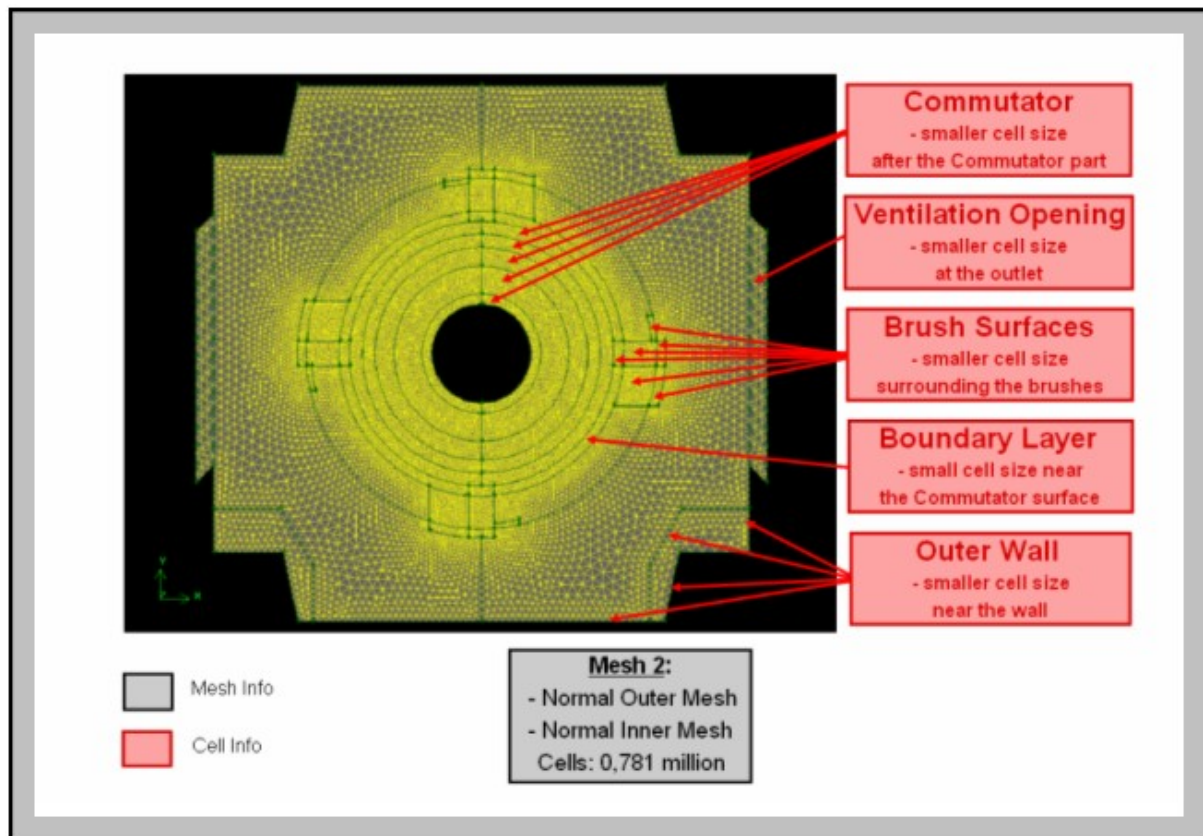 Commutator
- smaller cell size
after the Commutator part
Ventilation Opening
- smaller cell size
at the outlet
Brush Surfaces
- smaller cell size
surrounding the brushes
Boundary Layer
- small cell size near
the Commutator surface
Outer Wall
- smaller cell size
near the wall
Y
X
Mesh Info
Cell Info
Mesh 2:
- Normal Outer Mesh
- Normal Inner Mesh
Cells: 0,781 million